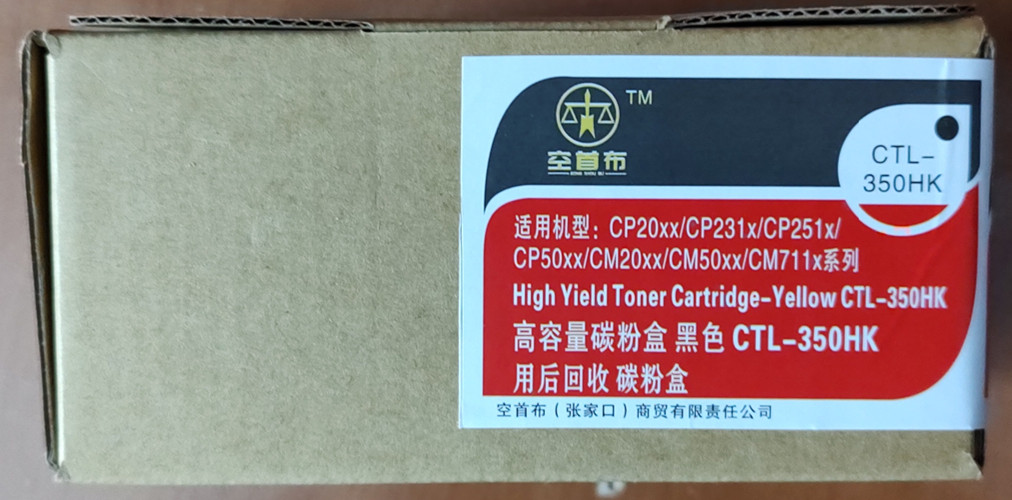 TM
空首布
CTL-
350HK
适用机型：CP20xx/CP231x/CP251x/
CP50xx/CM20xx/CM50xx/CM711x系列
High Yield Toner Cartridge-Yellow CTL-350HK
高容量碳粉盒 黑色 CTL-350HK
用后回收 碳粉盒
空首布（张家口）商贸有限责任公司